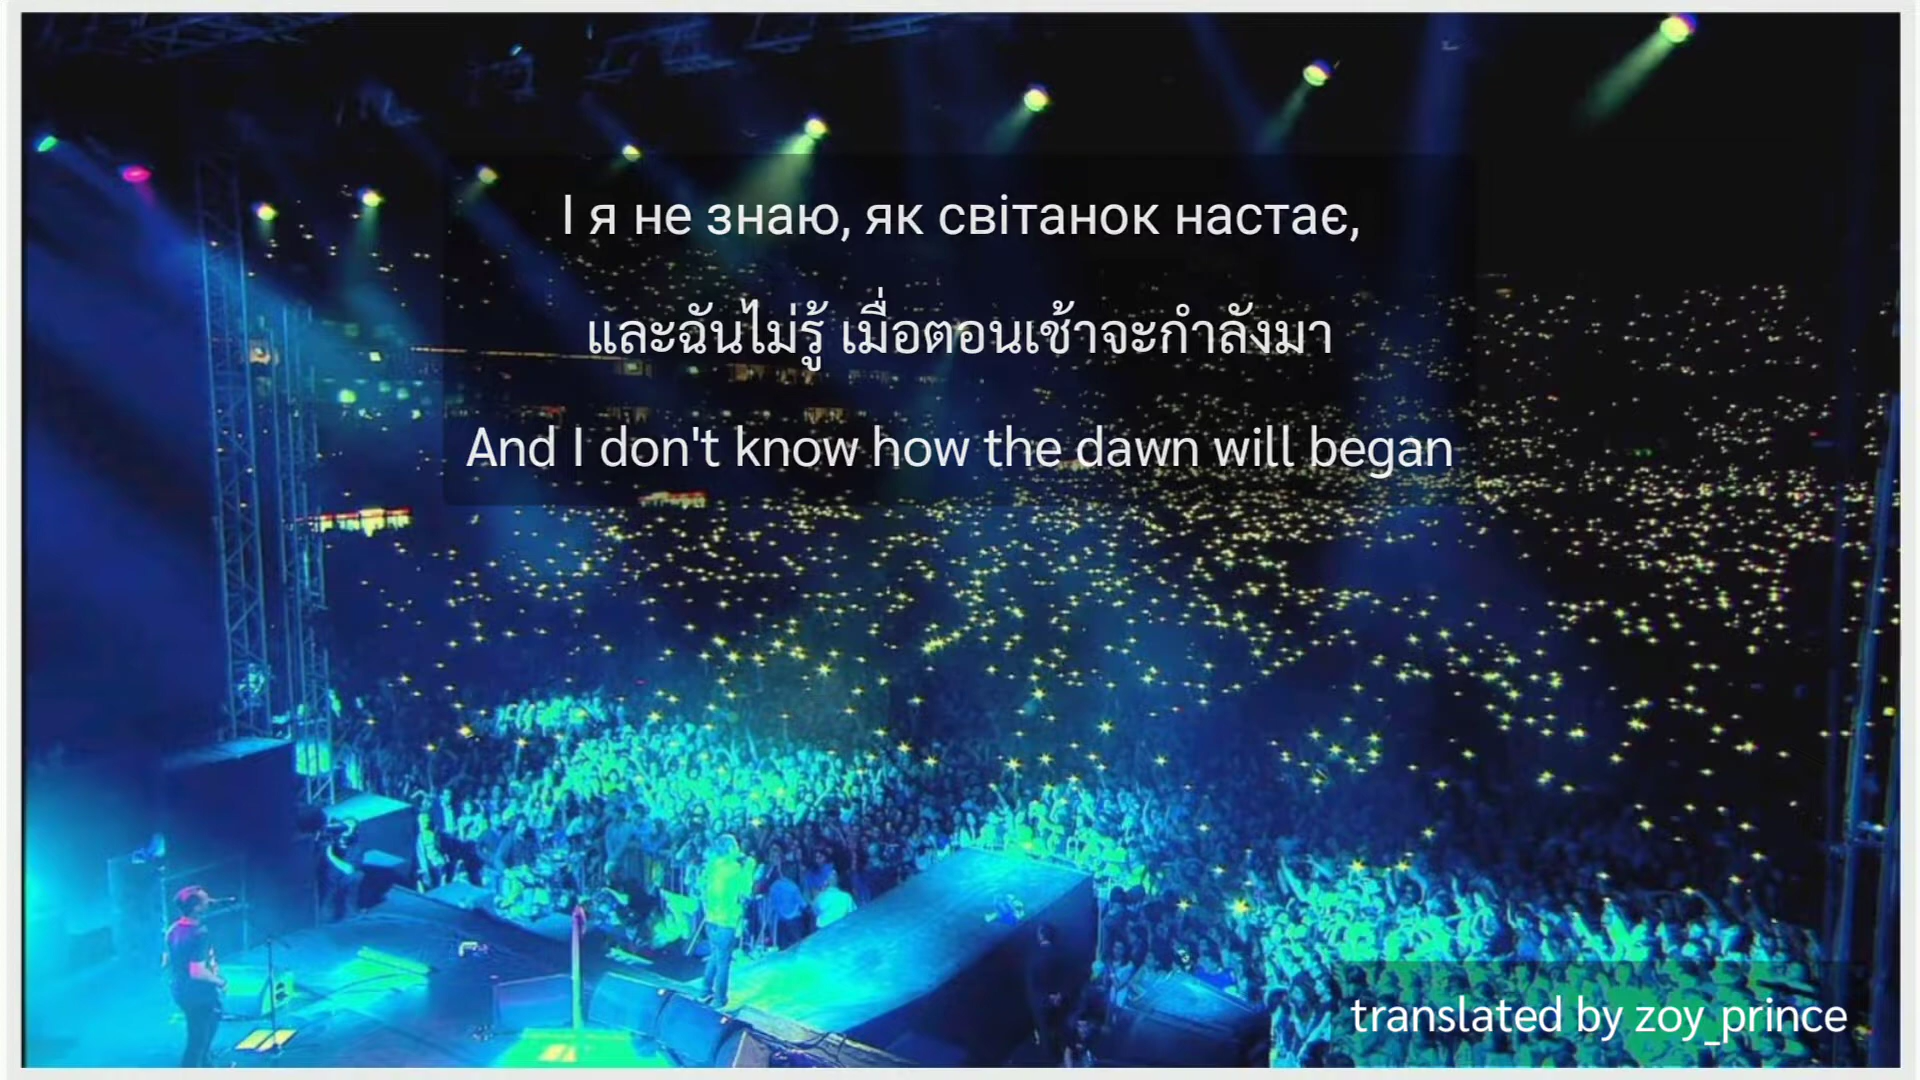 І я не знаю, як світанок настає,
และฉันไม่รู้ เมื่อตอนเช้าจะกำลังมา
And I don't know how the dawn will began
translated by zoy_prince